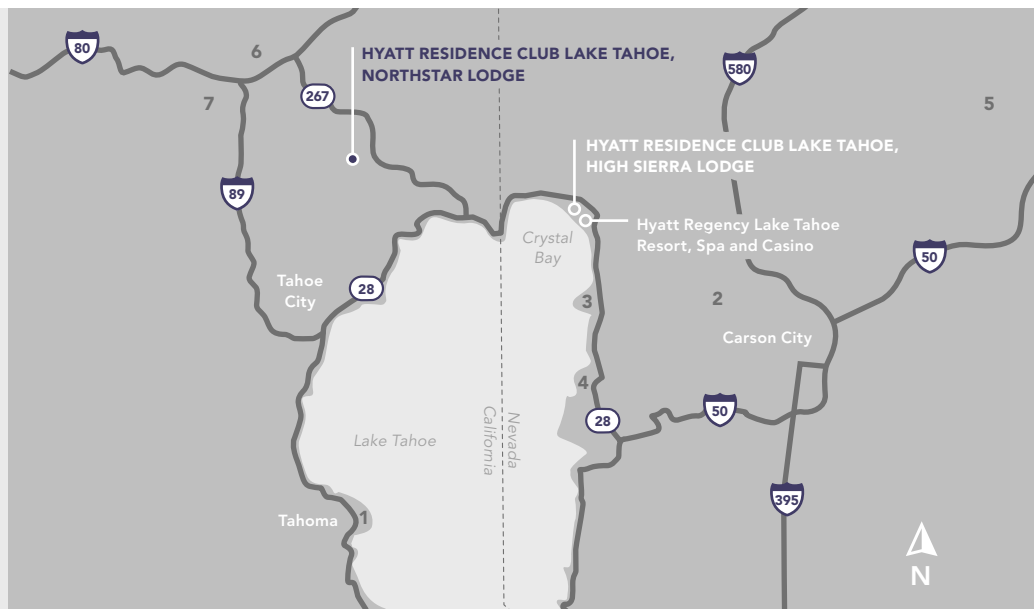 80
6
HYATT RESIDENCE CLUB LAKE TAHOE,
NORTHSTAR LODGE
580
7
267
5
HYATT RESIDENCE CLUB LAKE TAHOE,
HIGH SIERRA LODGE
89
Hyatt Regency Lake Tahoe
Resort, Spa and Casino
Crystal
Bay
50
Tahoe
City
28
3
2
Carson City
4
50
28
Lake Tahoe
California
Nevada
395
Tahoma
1
N